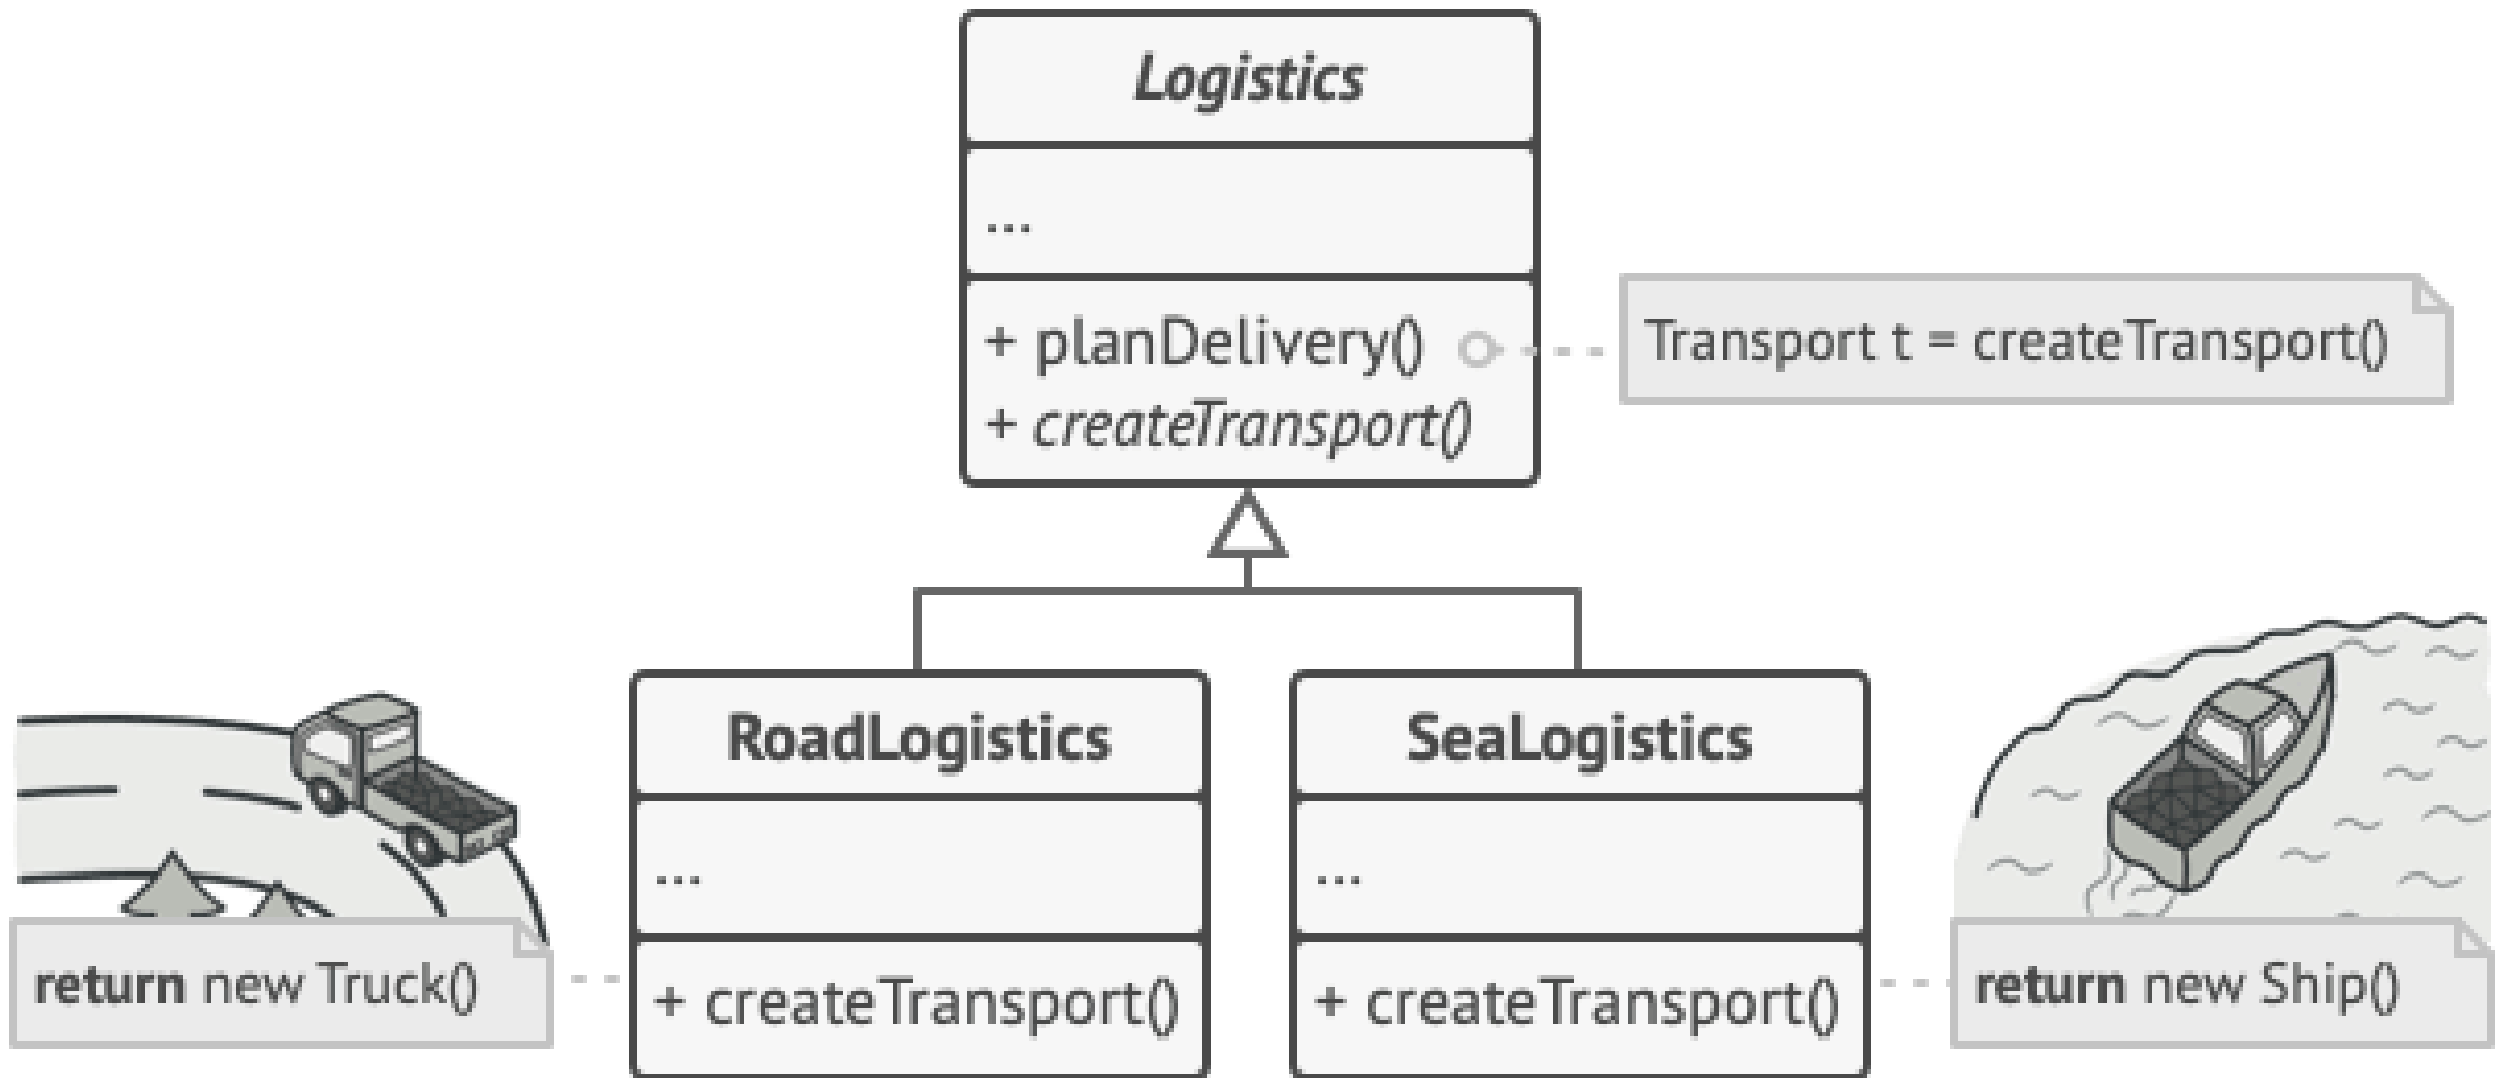 Logistics
...
+ planDelivery()
+ createTransport()
Transport t = createTransport()
RoadLogistics
...
+ createTransport()
return new Truck()
SeaLogistics
...
+ createTransport()
return new Ship()